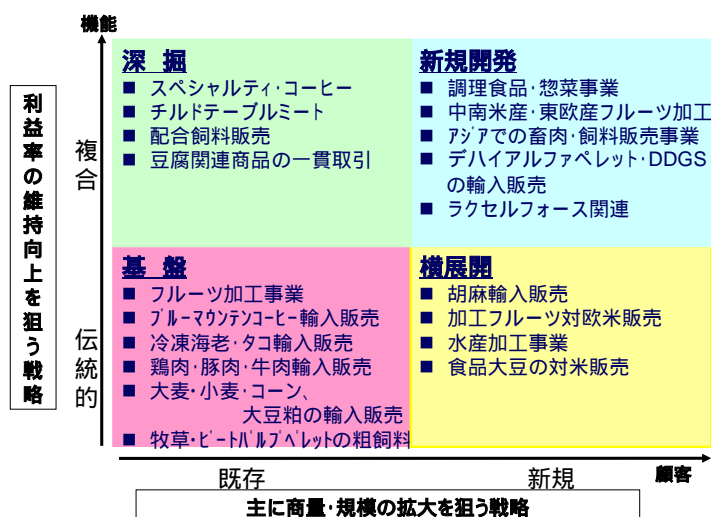 機能
利益率の維持向上を狙う戦略
複合
伝統的
深 掘
■ スペシャルティ・コーヒー
■ チルドテーブルミート
■ 配合飼料販売
■ 豆腐関連商品の一貫取引
新規開発
■ 調理食品・惣菜事業
■ 中南米産・東欧産フルーツ加工
■ アジアでの畜肉・飼料販売事業
■ デハイアルファペレット・DDGS
の輸入販売
■ ラクセルフォース関連
基 盤
■ フルーツ加工事業
■ ブルーマウンテンコーヒー輸入販売
■ 冷凍海老・タコ輸入販売
■ 鶏肉・豚肉・牛肉輸入販売
■ 大麦・小麦・コーン、
大豆粕の輸入販売
■ 牧草・ビートパルプペレットの粗飼料
横展開
■ 胡麻輸入販売
■ 加工フルーツ対欧米販売
■ 水産加工事業
■ 食品大豆の対米販売
既存
新規
顧客
主に商量・規模の拡大を狙う戦略